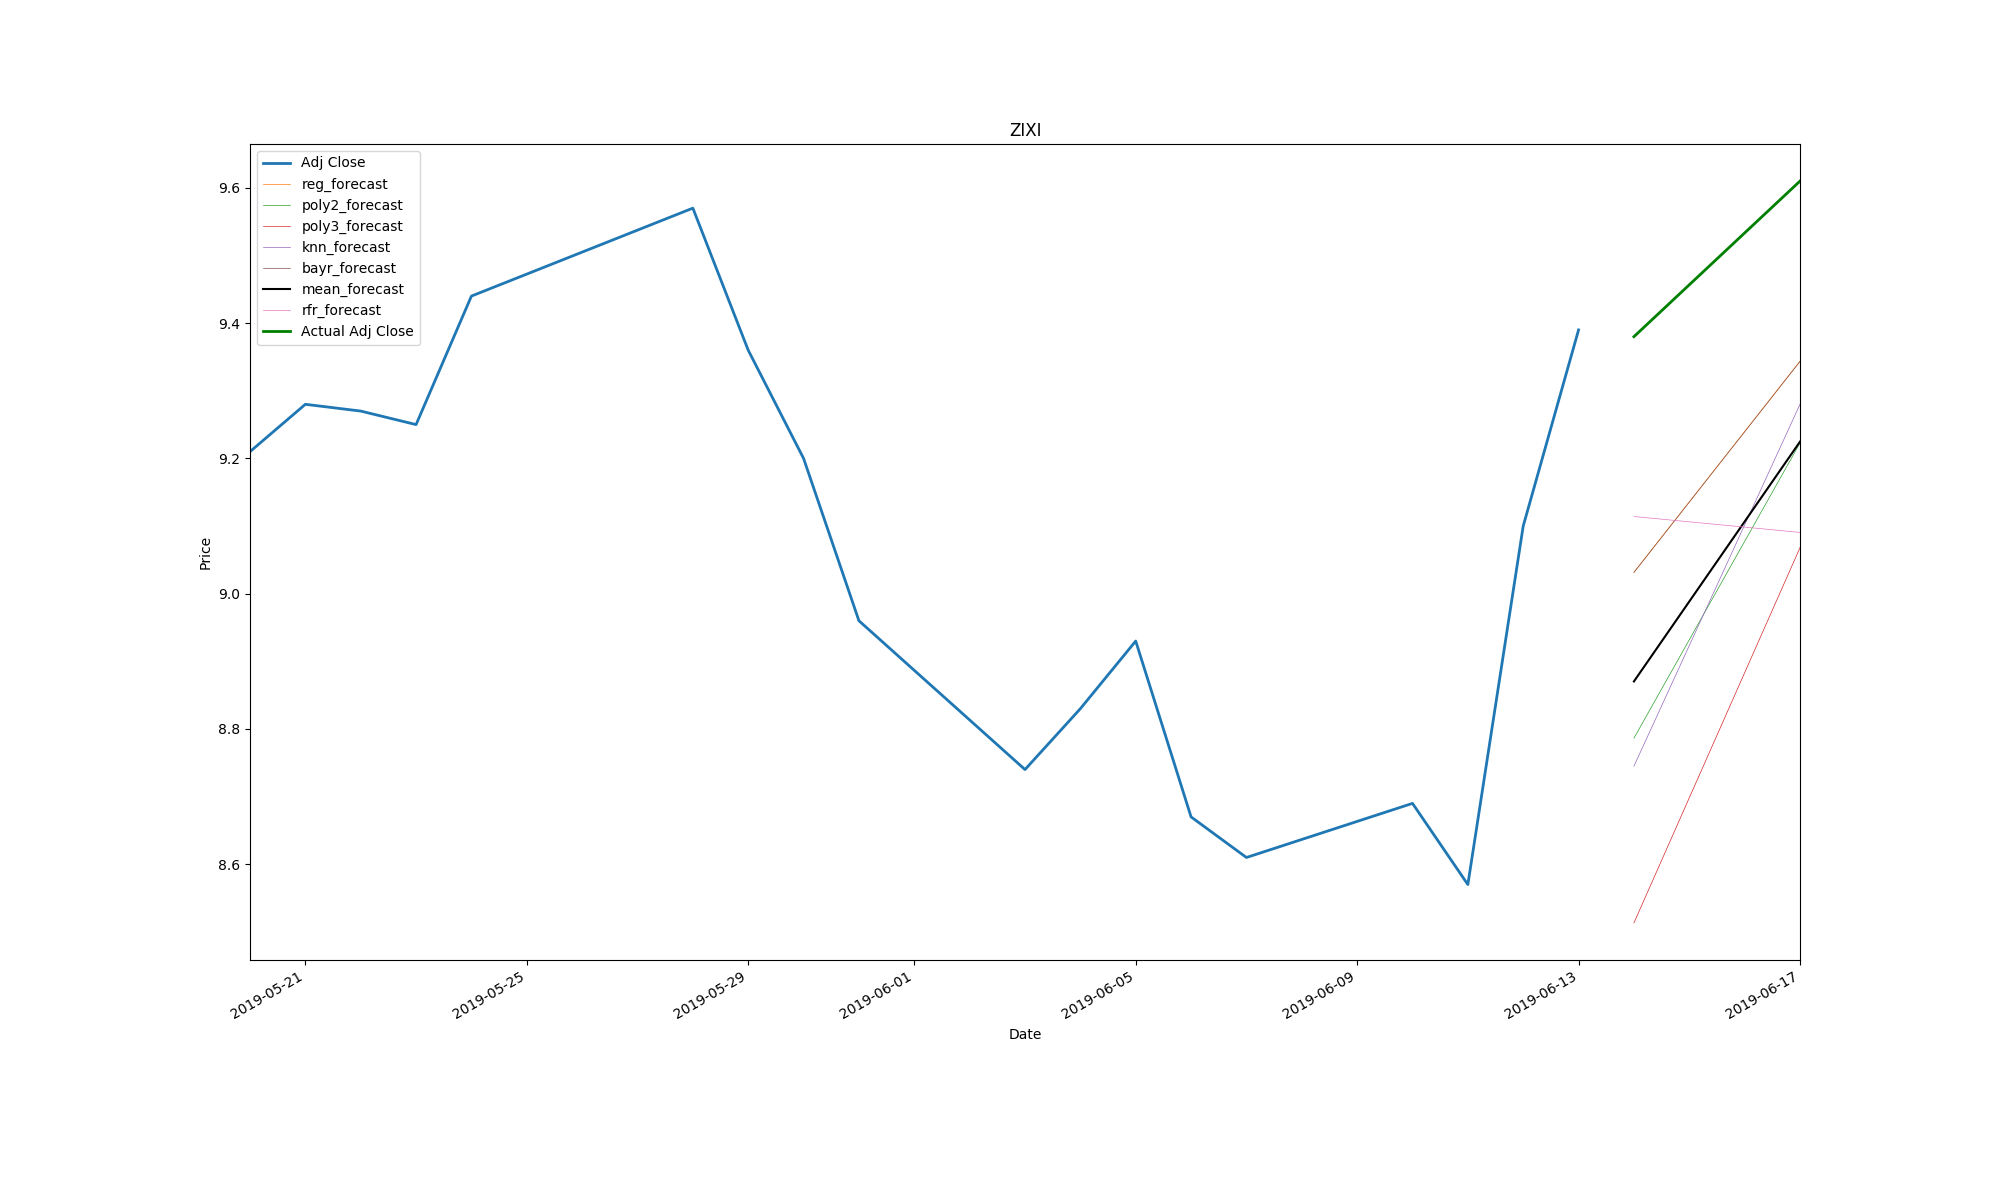 ZIXI
Adj Close
reg_forecast
poly2_forecast
poly3_forecast
knn_forecast
bayr_forecast
mean_forecast
rfr_forecast
Actual Adj Close
9.6
9.4
9.2
9.0
8.8
8.6
Price
2019-05-21
2019-05-25
2019-05-29
2019-06-01
2019-06-05
2019-06-09
2019-06-13
2019-06-17
Date